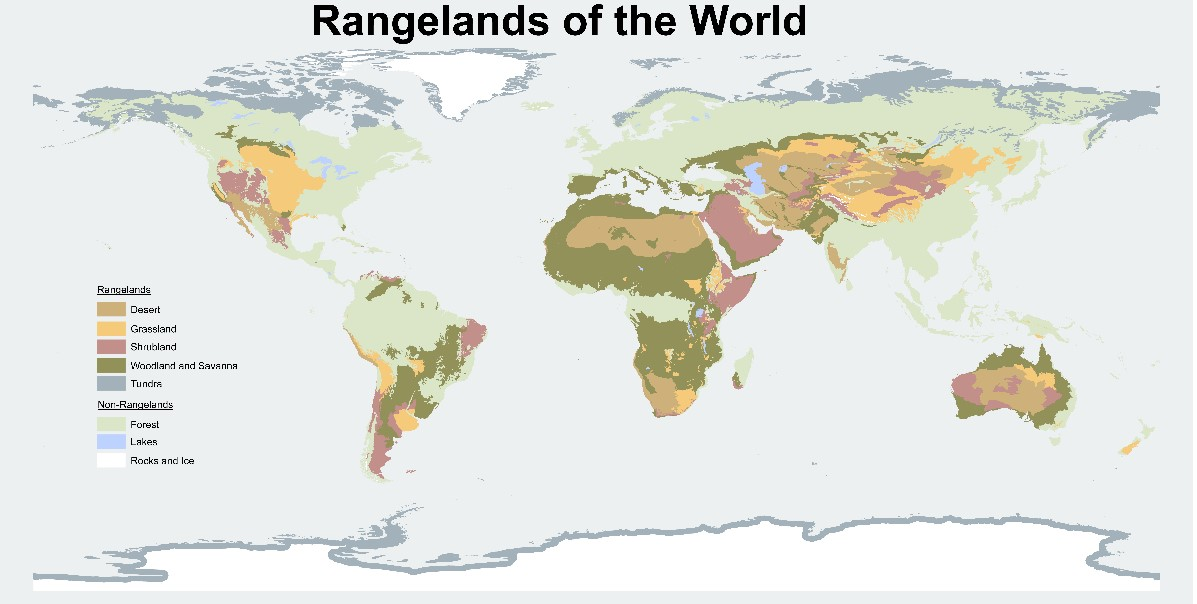 Rangelands of the World
Rangelands
Desert
Grassland
Shrubland
Woodland and Savanna
Tundra
Non-Rangelands
Forest
Lakes
Rocks and Ice